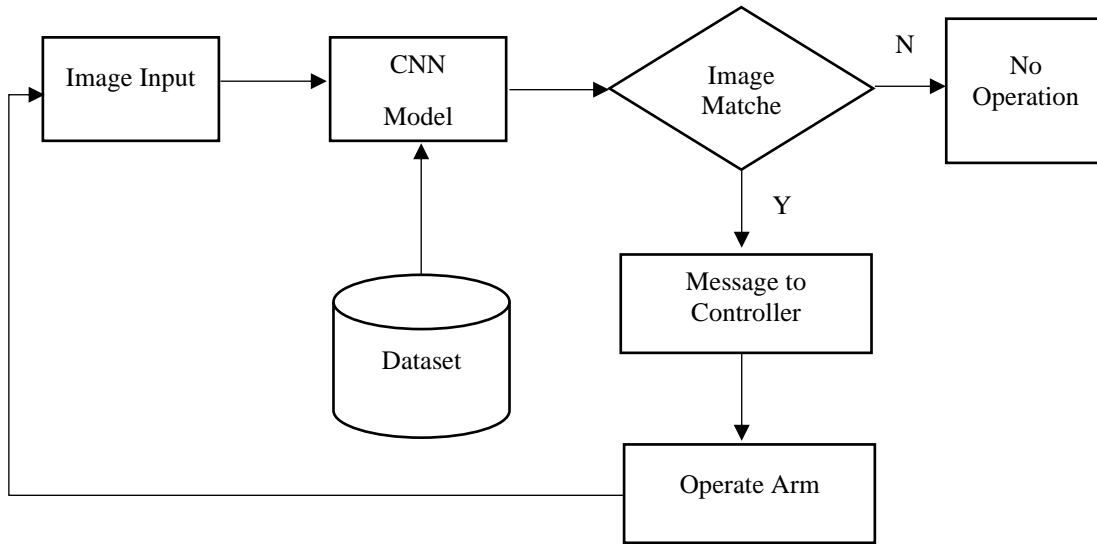 Image Input
CNN
Model
Image
Matche
N
No
Operation
Y
Message to
Controller
Dataset
Operate Arm